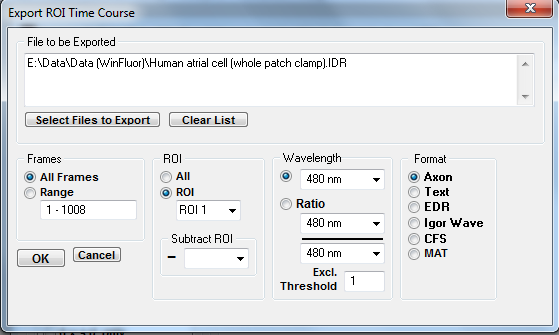 Export ROI Time Course
File to be Exported
E:\Data\Data (WinFluor)\Human atrial cell (whole patch clamp).IDR
Select Files to Export
Clear List
Frames
All Frames
Range
1 - 1008
OK
Cancel
ROI
All
ROI
ROI 1
Subtract ROI
-
Wavelength
480 nm
Ratio
480 nm
480 nm
Excl.
Threshold
1
Format
Axon
Text
EDR
Igor Wave
CFS
MAT